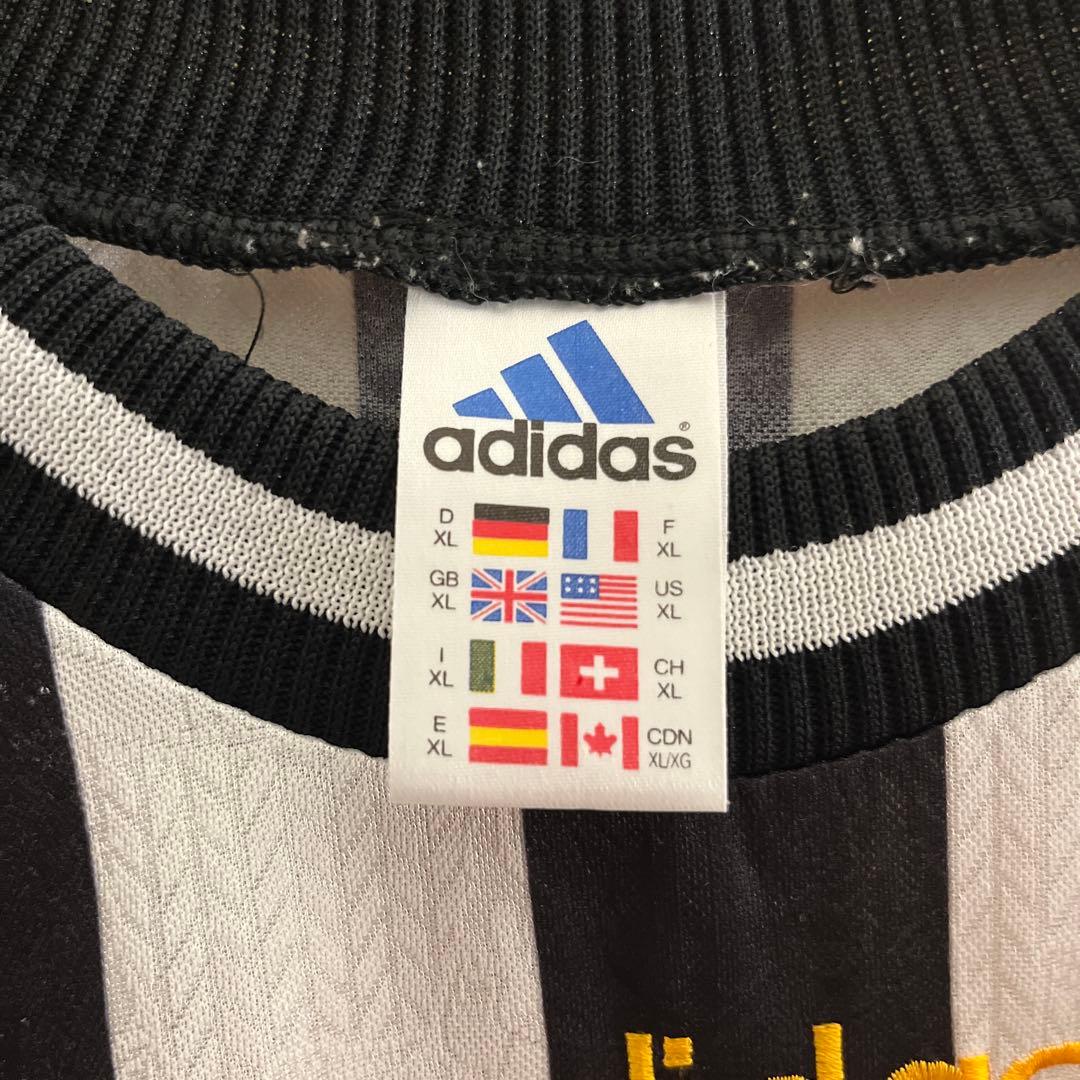 adidas®
D XL F XL
GB XL US XL
I XL CH XL
E XL CDN XL/XG